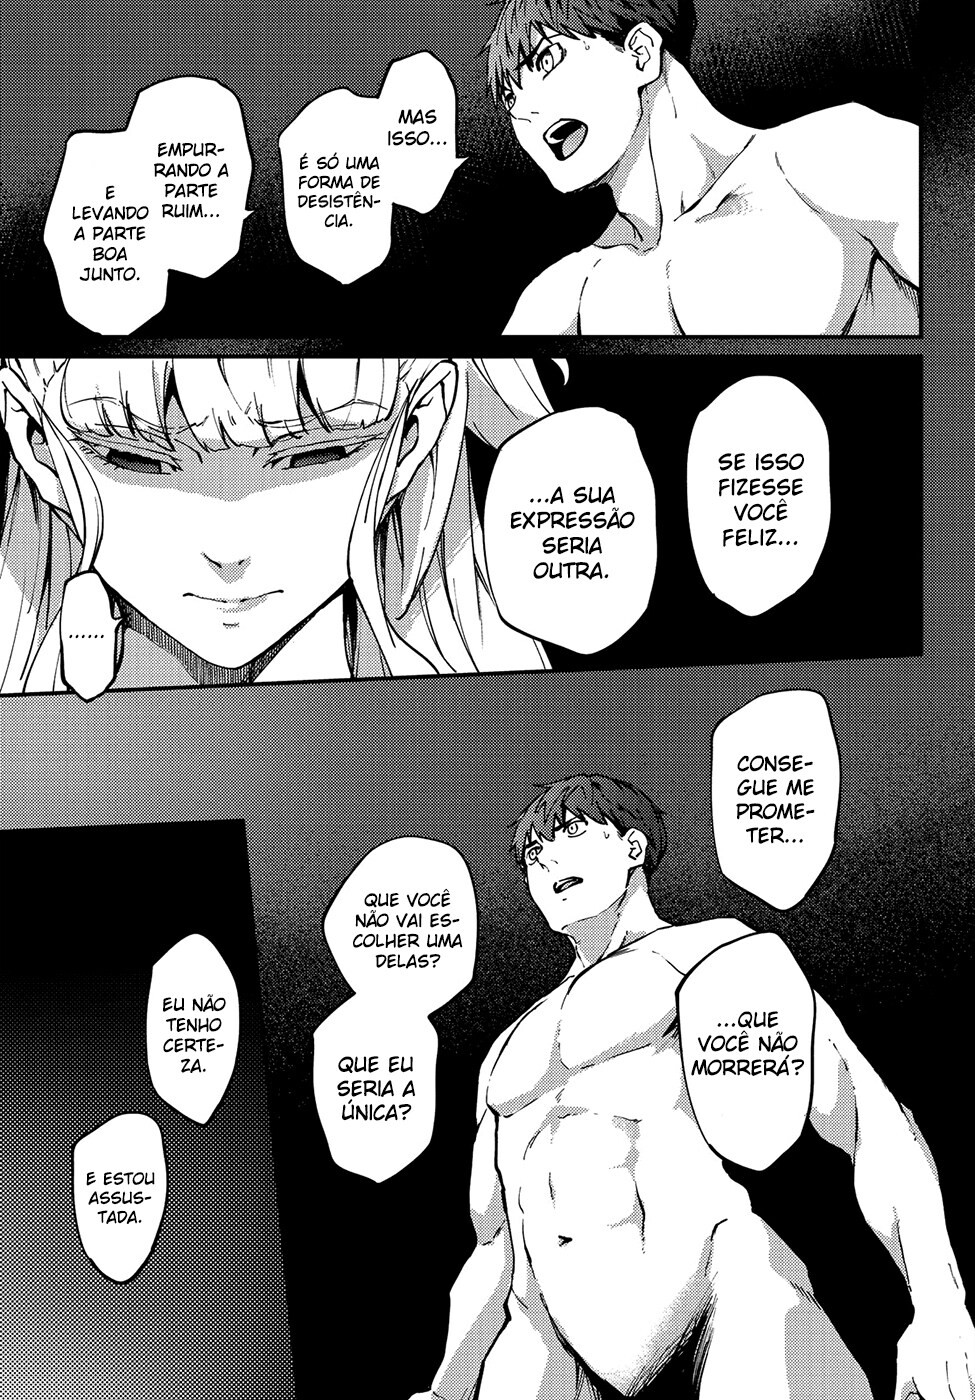 MAS
ISSO...
É SÓ UMA
FORMA DE
DESISTÊN-
CIA.
EMPUR-
RANDO A
PARTE
RUIM...
E
LEVANDO
A PARTE
BOA
JUNTO.
SE ISSO
FIZESSE
VOCÊ
FELIZ...
...A SUA
EXPRESSÃO
SERIA
OUTRA.
......
CONSE-
GUE ME
PROME-
TER...
...QUE
VOCÊ NÃO
MORRERÁ?
QUE VOCÊ
NÃO VAI ES-
COLHER UMA
DELAS?
QUE EU
SERIA A
ÚNICA?
EU NÃO
TENHO
CERTE-
ZA.
E ESTOU
ASSUS-
TADA.